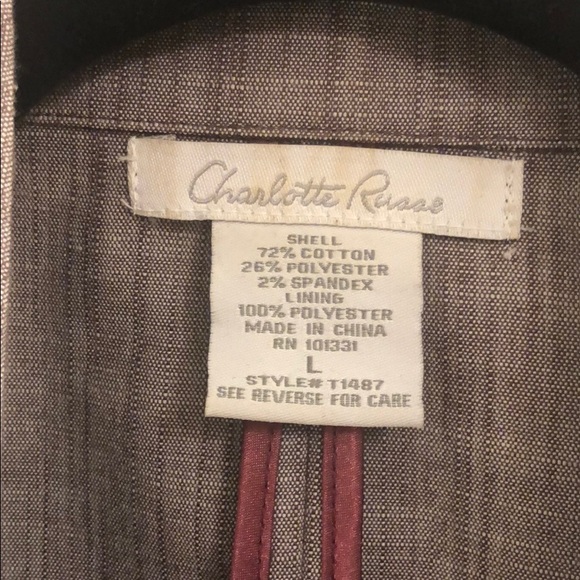 Charlotte Russe
SHELL
72% COTTON
26% POLYESTER
2% SPANDEX
LINING
100% POLYESTER
MADE IN CHINA
RN 101331
L
STYLE# T1487
SEE REVERSE FOR CARE